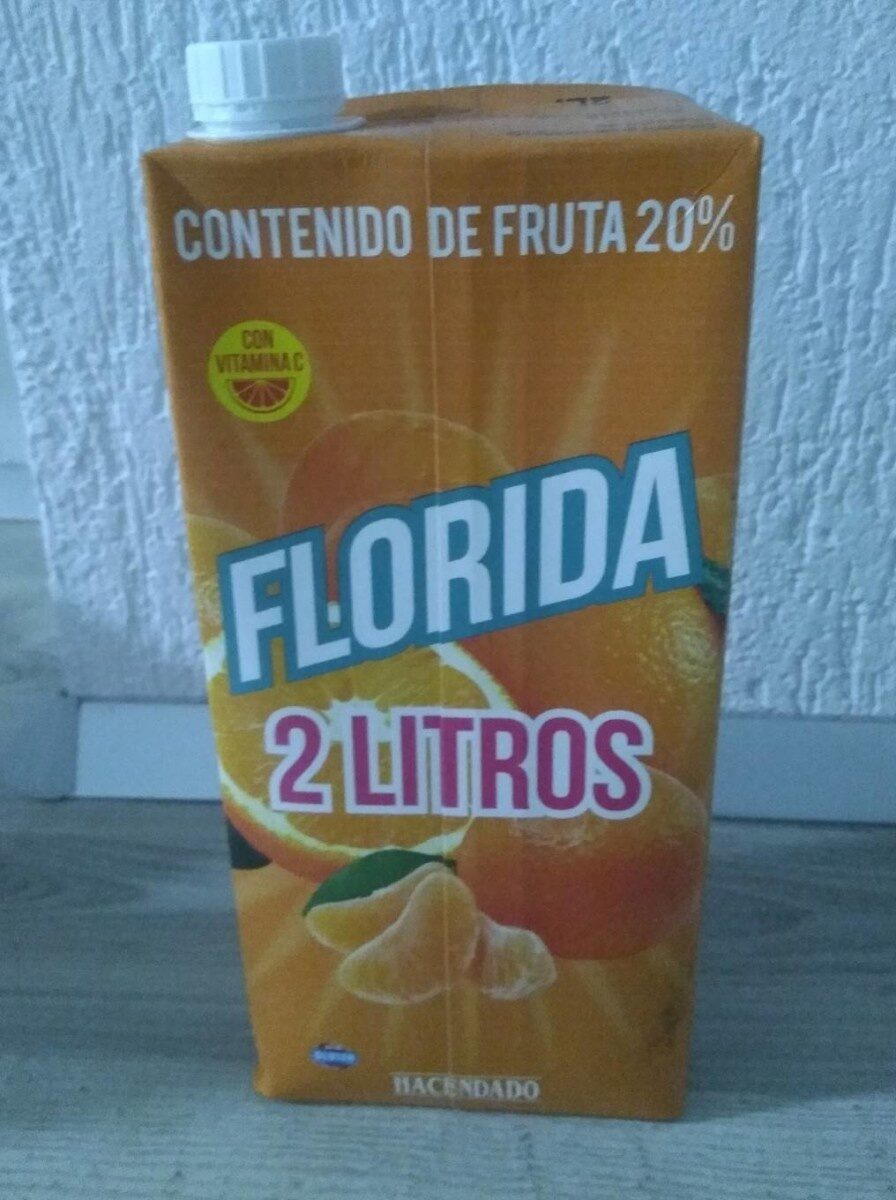 CONTENIDO DE FRUTA 20%
CON
VITAMINA C
FLORIDA
2 LITROS
HACENDADO